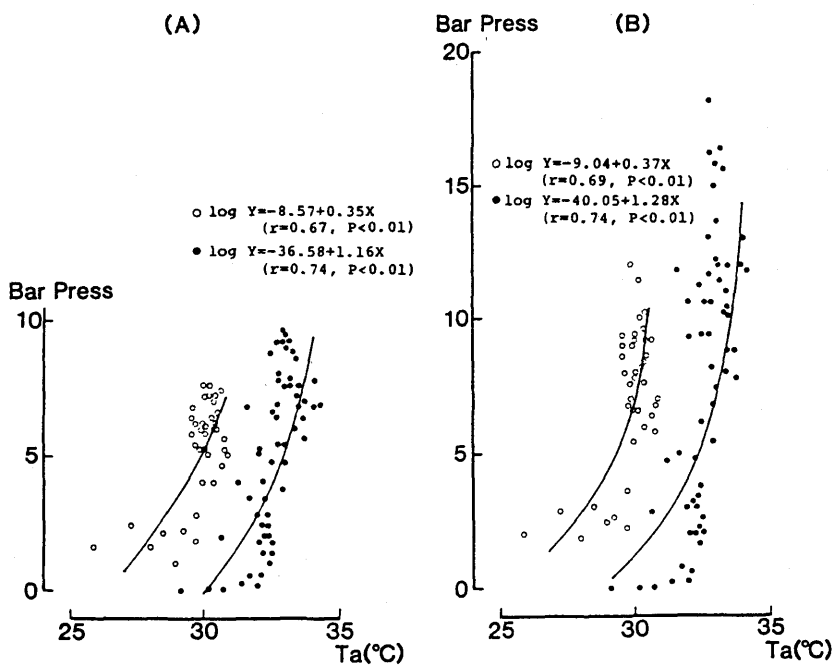 (A)
○ log Y=-8.57+0.35X
(r=0.67, P<0.01)
● log Y=-36.58+1.16X
(r=0.74, P<0.01)
Bar Press
10
5
0
25 30 35
Ta(°C)
Bar Press (B)
20
○ log Y=-9.04+0.37X
(r=0.69, P<0.01)
● log Y=-40.05+1.28X
(r=0.74, P<0.01)
15
10
5
0
25 30 35
Ta(°C)